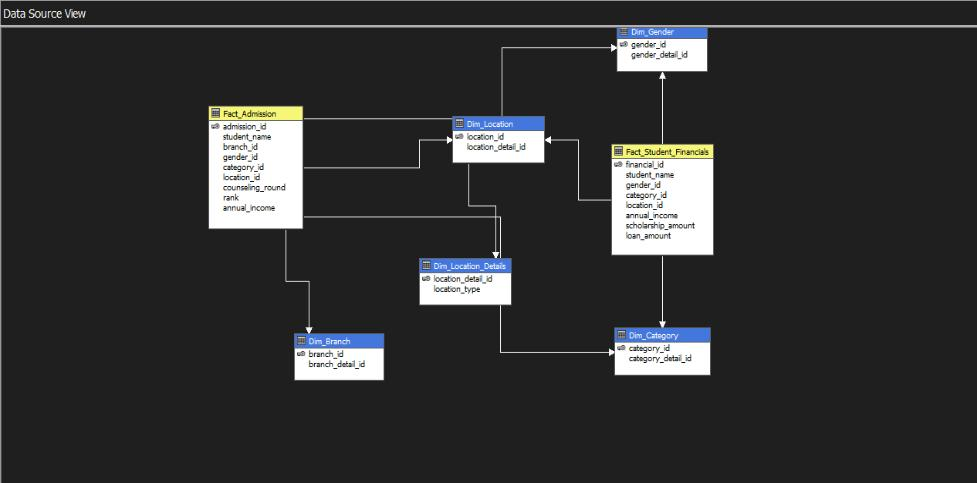 Data Source View
Dim_Gender
gender_id
gender_detail_id
Fact_Admission
admission_id
student_name
branch_id
gender_id
category_id
location_id
counseling_round
rank
annual_income
Dim_Location
location_id
location_detail_id
Fact_Student_Financials
financial_id
student_name
gender_id
category_id
location_id
annual_income
scholarship_amount
loan_amount
Dim_Location_Details
location_detail_id
location_type
Dim_Branch
branch_id
branch_detail_id
Dim_Category
category_id
category_detail_id